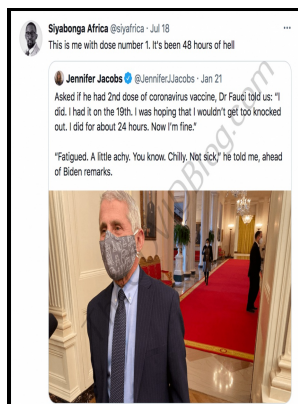 Siyabonga Africa @siyafrica · Jul 18
This is me with dose number 1. It's been 48 hours of hell
Jennifer Jacobs @JenniferJJacobs · Jan 21
Asked if he had 2nd dose of coronavirus vaccine, Dr Fauci told us: “I
did. I had it on the 19th. I was hoping that I wouldn't get too knocked
out. I did for about 24 hours. Now I'm fine.”
“Fatigued. A little achy. You know. Chilly. Not sick,” he told me, ahead
of Biden remarks.